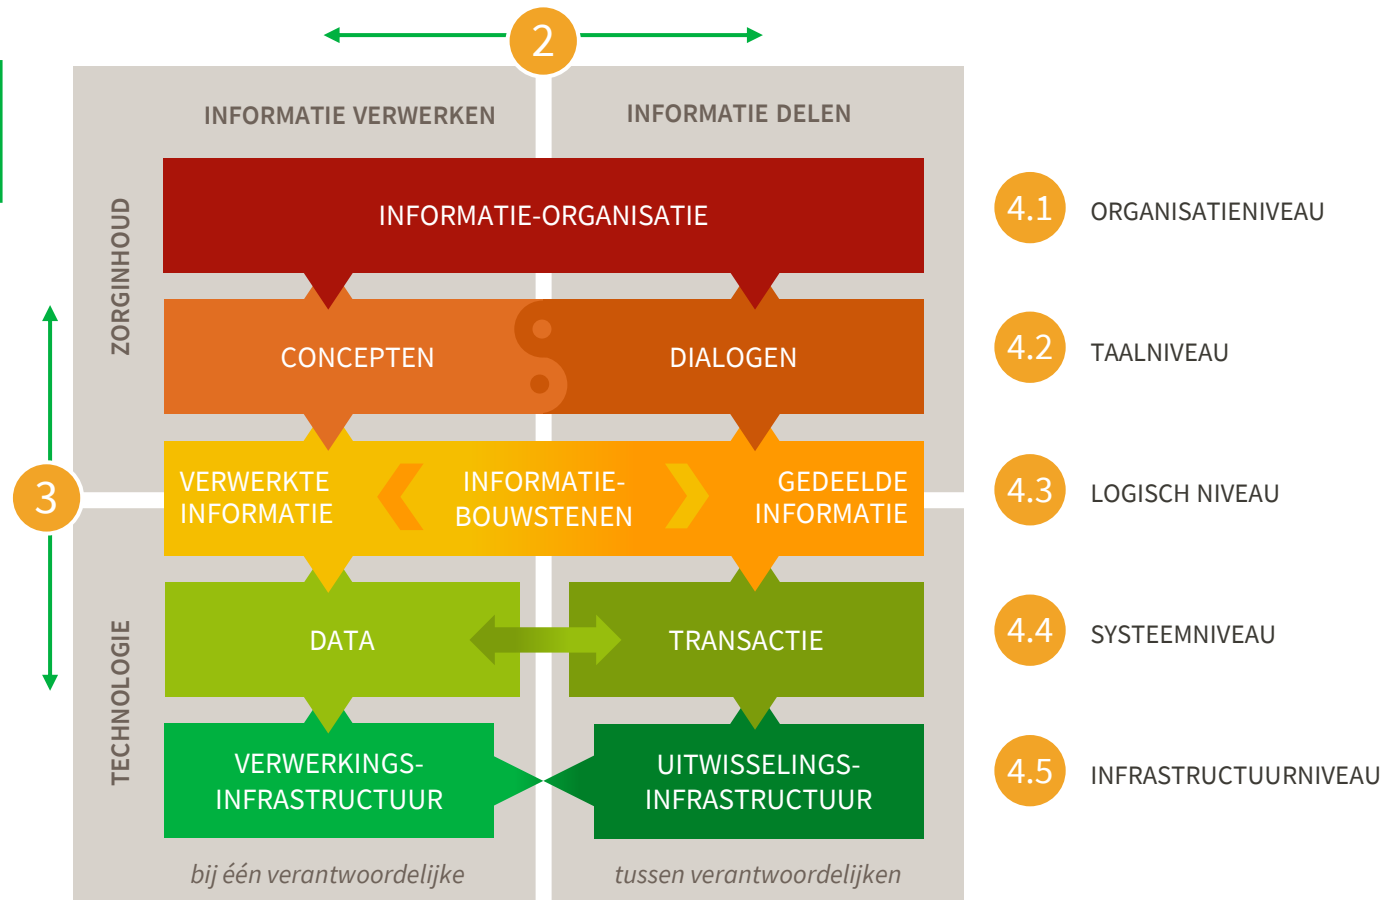 2
INFORMATIE VERWERKEN
INFORMATIE DELEN
ZORGINHOUD
INFORMATIE-ORGANISATIE
4.1
ORGANISATIENIVEAU
CONCEPTEN
DIALOGEN
4.2
TAALNIVEAU
3
VERWERKTE
INFORMATIE
INFORMATIE-
BOUWSTENEN
GEDEELDE
INFORMATIE
4.3
LOGISCH NIVEAU
TECHNOLOGIE
DATA
TRANSACTIE
4.4
SYSTEEMNIVEAU
VERWERKINGS-
INFRASTRUCTUUR
UITWISSELINGS-
INFRASTRUCTUUR
4.5
INFRASTRUCTUURNIVEAU
bij één verantwoordelijke
tussen verantwoordelijken